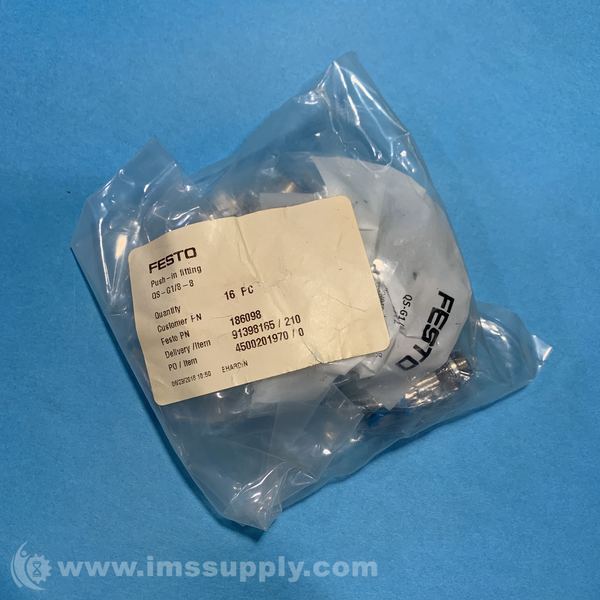 FESTO
Push-in fitting
QS-G1/8-8
Quantity 16 PC
Customer PN
Festo PN 186098
Delivery/Item 91398165 / 210
PO / Item 4500201970 / 0
EHARDIN
FESTO
QS-G1/
www.imssupply.com